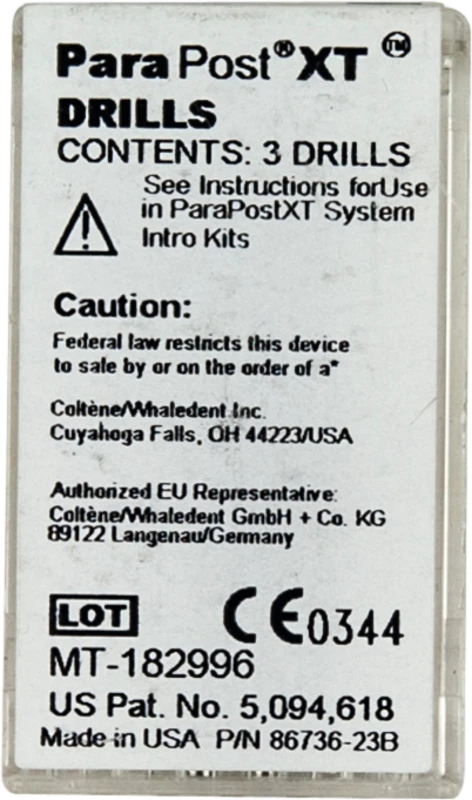 ParaPost®XT™
DRILLS
CONTENTS: 3 DRILLS
See Instructions forUse
in ParaPostXT System
Intro Kits
Caution:
Federal law restricts this device
to sale by or on the order of a*
Coltène/Whaledent Inc.
Cuyahoga Falls, OH 44223/USA
Authorized EU Representative:
Coltène/Whaledent GmbH + Co. KG
89122 Langenau/Germany
LOT CE0344
MT-182996
US Pat. No. 5,094,618
Made in USA P/N 86736-23B